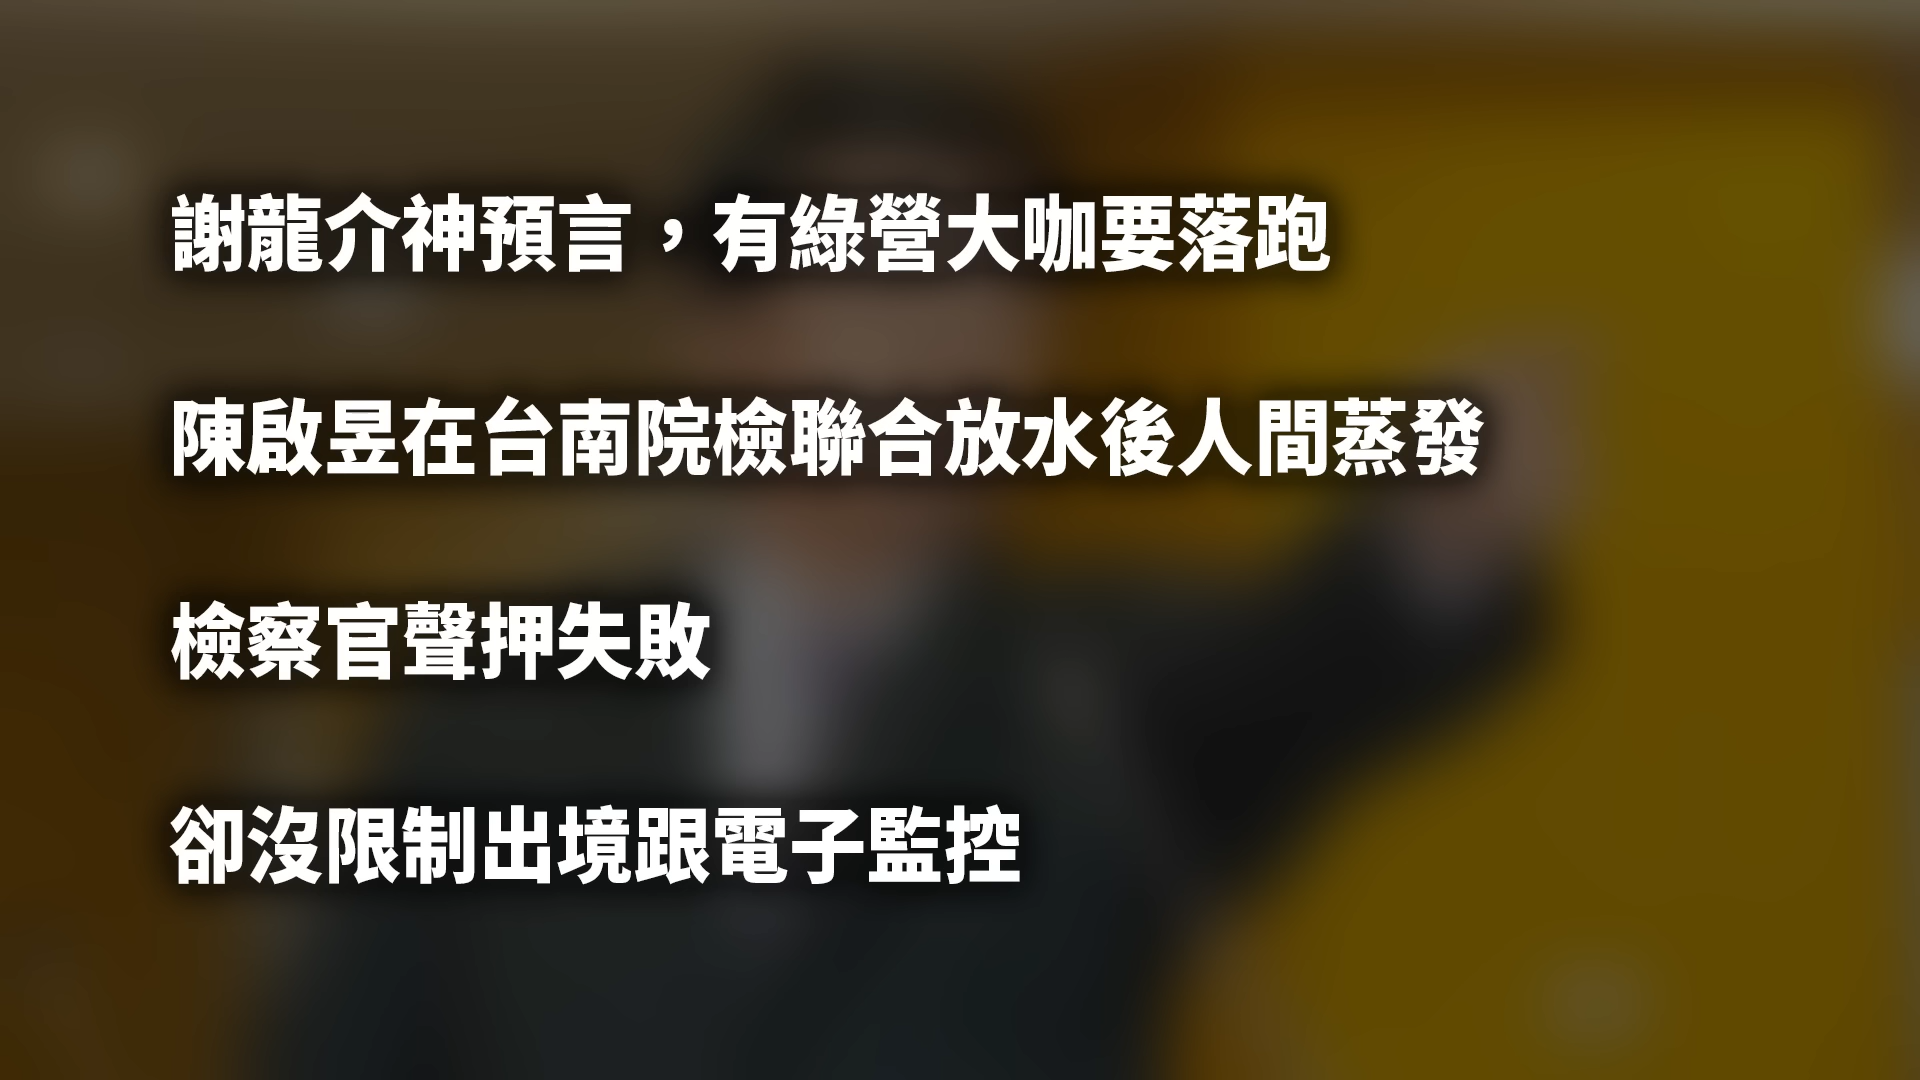 謝龍介神預言，有綠營大咖要落跑
陳啟昱在台南院檢聯合放水後人間蒸發
檢察官聲押失敗
卻沒限制出境跟電子監控